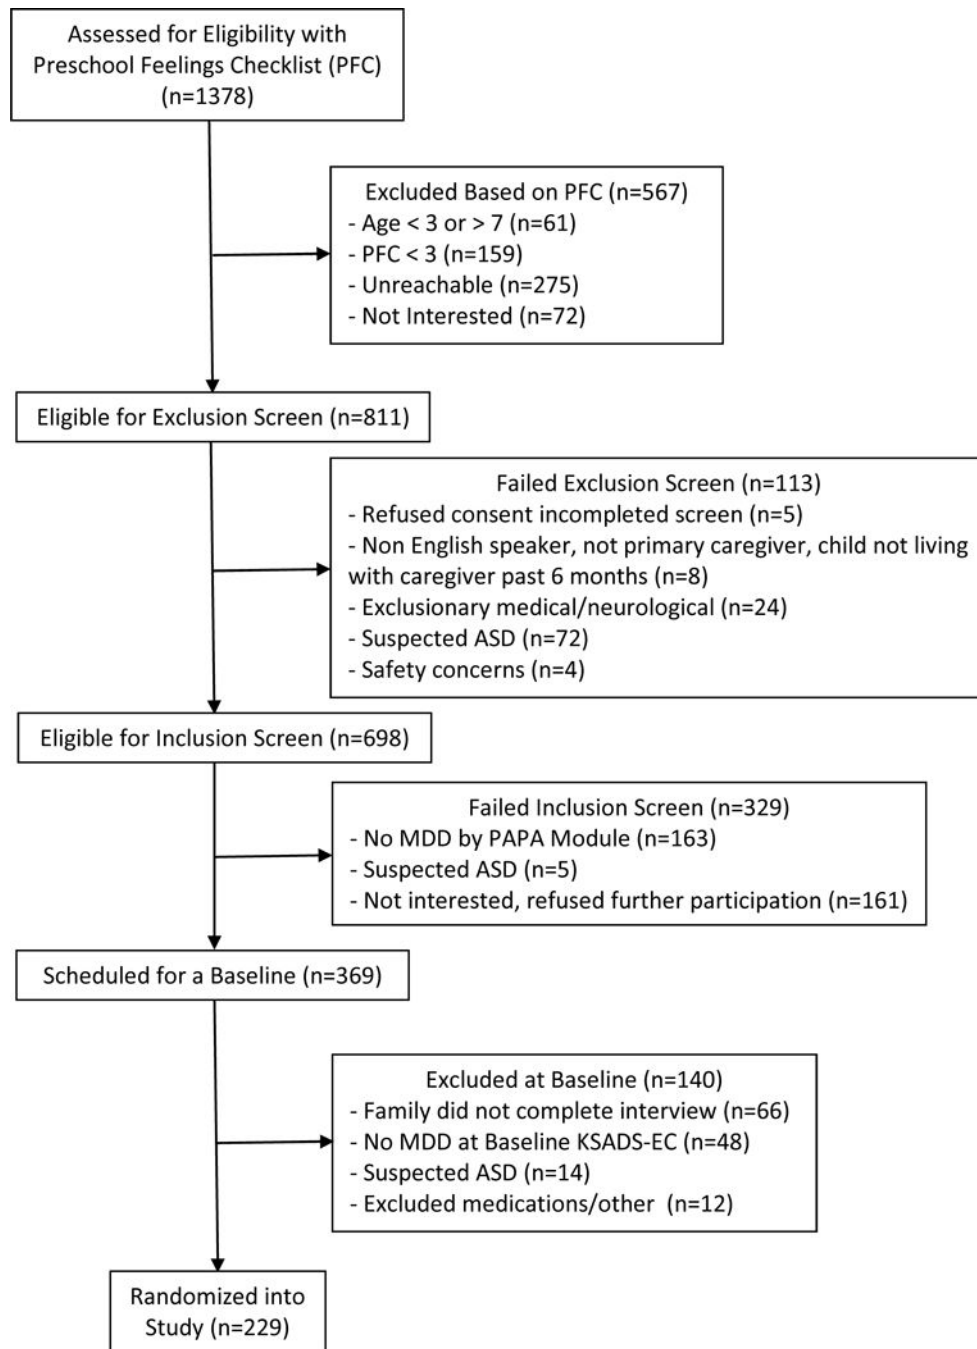 Assessed for Eligibility with
Preschool Feelings Checklist (PFC)
(n=1378)
Excluded Based on PFC (n=567)
- Age < 3 or > 7 (n=61)
- PFC < 3 (n=159)
- Unreachable (n=275)
- Not Interested (n=72)
Eligible for Exclusion Screen (n=811)
Failed Exclusion Screen (n=113)
- Refused consent incompleted screen (n=5)
- Non English speaker, not primary caregiver, child not living
with caregiver past 6 months (n=8)
- Exclusionary medical/neurological (n=24)
- Suspected ASD (n=72)
- Safety concerns (n=4)
Eligible for Inclusion Screen (n=698)
Failed Inclusion Screen (n=329)
- No MDD by PAPA Module (n=163)
- Suspected ASD (n=5)
- Not interested, refused further participation (n=161)
Scheduled for a Baseline (n=369)
Excluded at Baseline (n=140)
- Family did not complete interview (n=66)
- No MDD at Baseline KSADS-EC (n=48)
- Suspected ASD (n=14)
- Excluded medications/other (n=12)
Randomized into
Study (n=229)